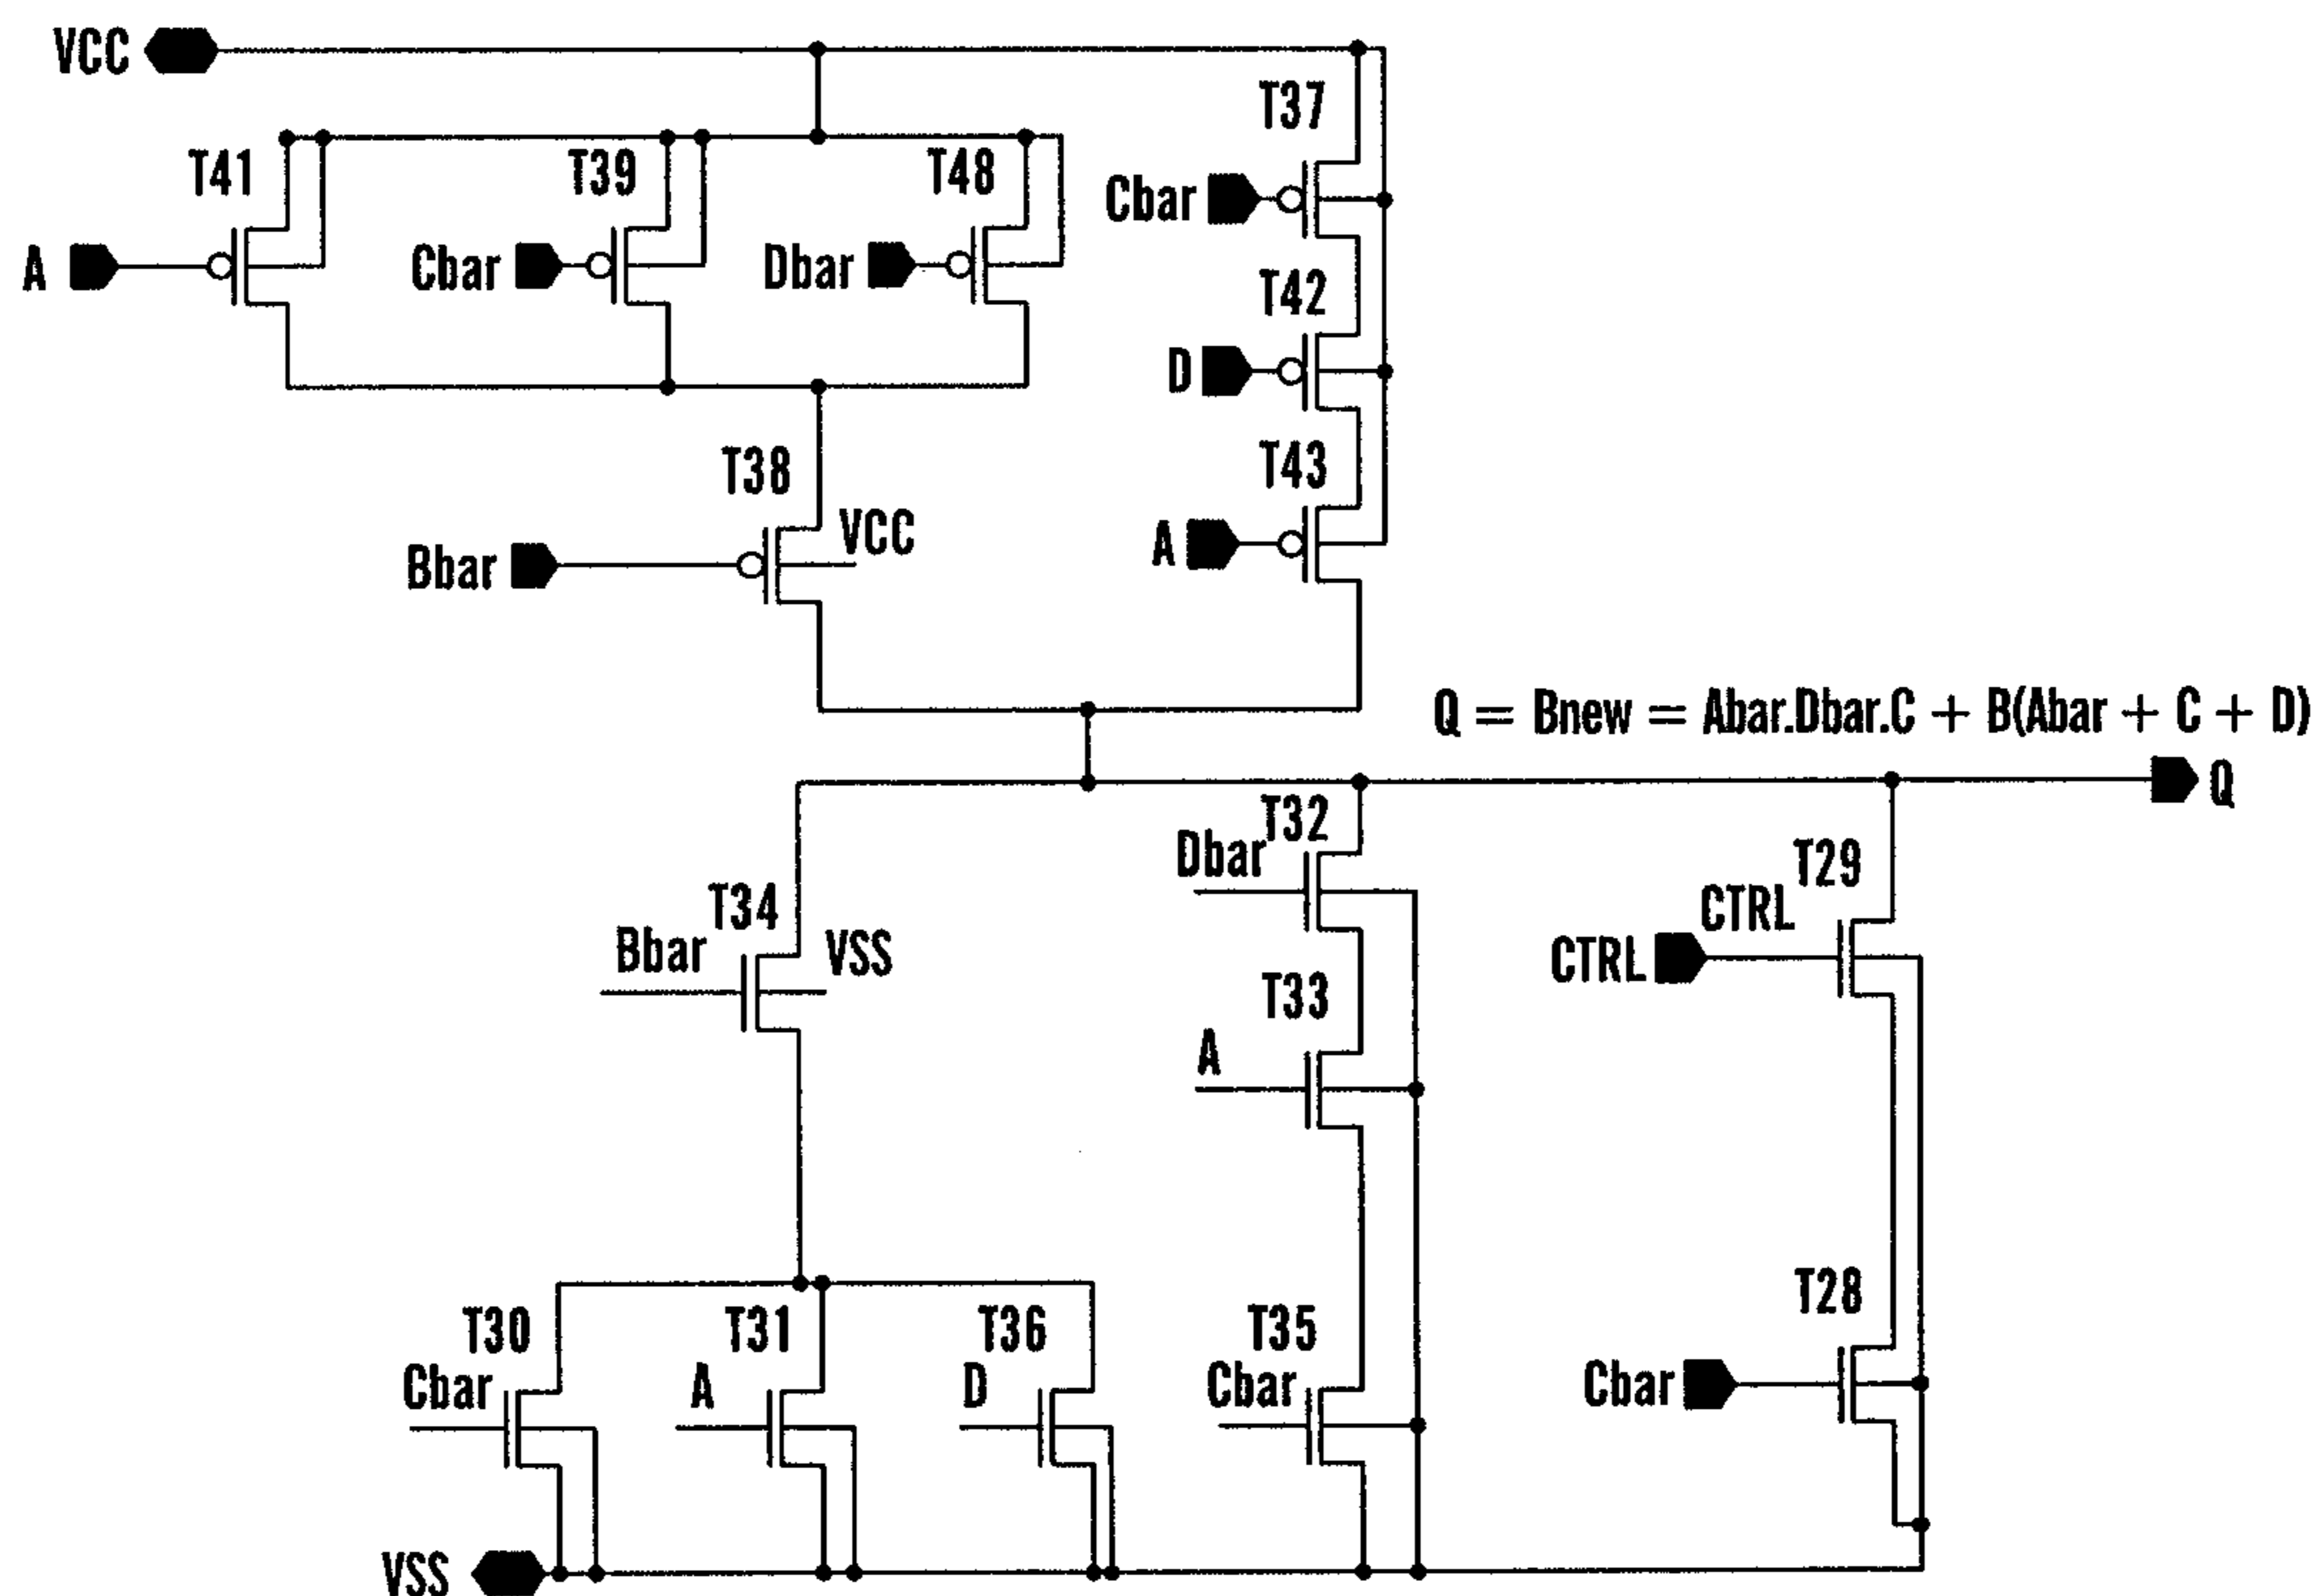 VCC
T37
T41
T39
T48
Cbar
A
Cbar
Dbar
T42
D
T38
T43
VCC
A
Bbar
Q = Bnew = Abar.Dbar.C + B(Abar + C + D)
Q
T32
Dbar
T29
T34
CTRL
Bbar
VSS
CTRL
T33
A
T28
T30
T31
T36
T35
Cbar
A
D
Cbar
Cbar
VSS